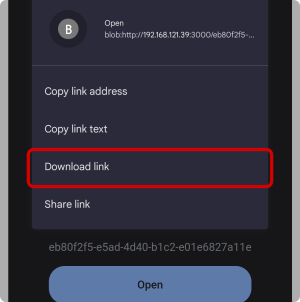 B
Open
blob:http://192.168.121.39:3000/eb80f2f5-...
Copy link address
Copy link text
Download link
Share link
eb80f2f5-e5ad-4d40-b1c2-e01e6827a11e
Open